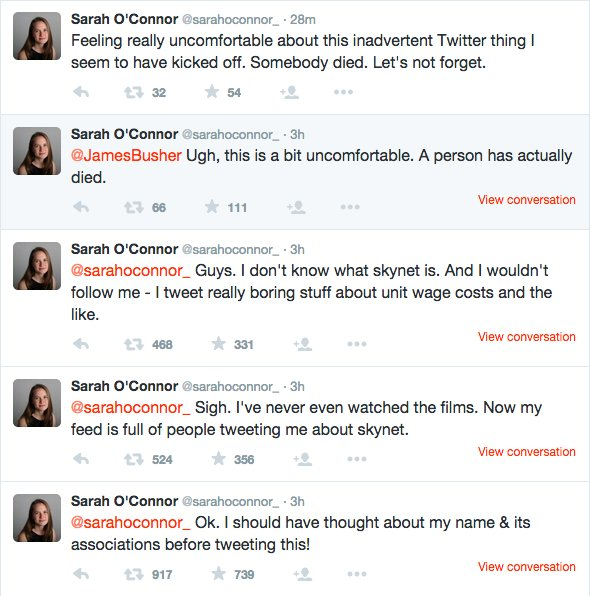 Sarah O'Connor @sarahoconnor_ · 28m
Feeling really uncomfortable about this inadvertent Twitter thing I
seem to have kicked off. Somebody died. Let's not forget.
32 54
Sarah O'Connor @sarahoconnor_ · 3h
@JamesBusher Ugh, this is a bit uncomfortable. A person has actually
died.
66 111 View conversation
Sarah O'Connor @sarahoconnor_ · 3h
@sarahoconnor_ Guys. I don't know what skynet is. And I wouldn't
follow me - I tweet really boring stuff about unit wage costs and the
like.
468 331 View conversation
Sarah O'Connor @sarahoconnor_ · 3h
@sarahoconnor_ Sigh. I've never even watched the films. Now my
feed is full of people tweeting me about skynet.
524 356 View conversation
Sarah O'Connor @sarahoconnor_ · 3h
@sarahoconnor_ Ok. I should have thought about my name & its
associations before tweeting this!
917 739 View conversation